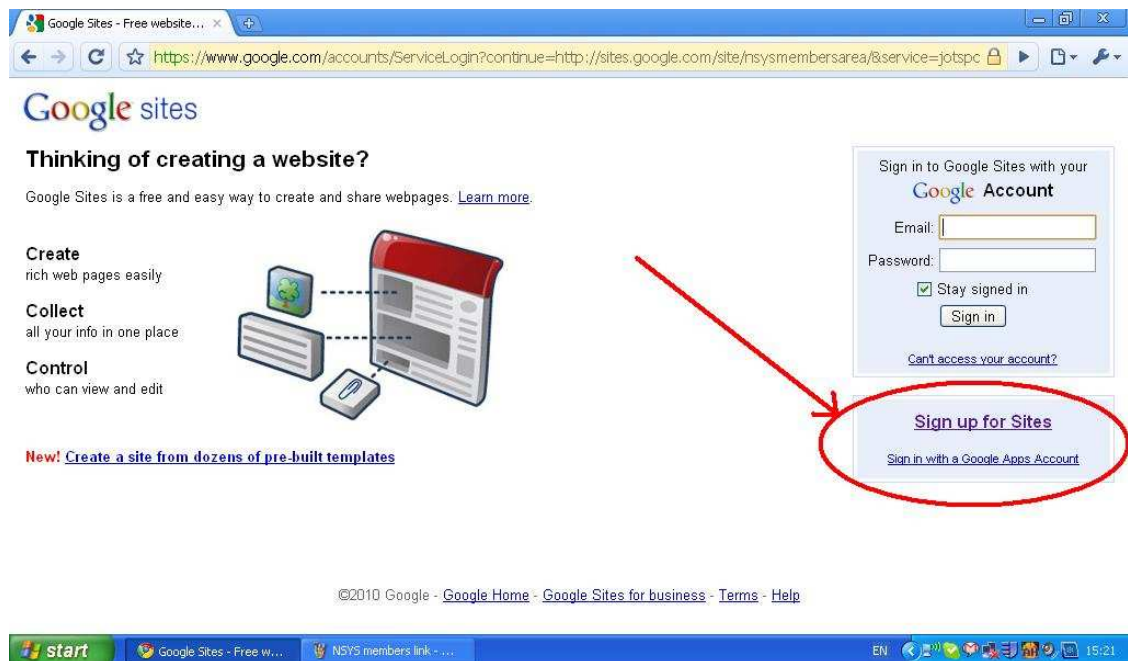 Google Sites - Free website...
https://www.google.com/accounts/ServiceLogin?continue=http://sites.google.com/site/nsysmembersarea/&service=jotspc
Google sites
Thinking of creating a website?
Google Sites is a free and easy way to create and share webpages. Learn more.
Create
rich web pages easily
Collect
all your info in one place
Control
who can view and edit
New! Create a site from dozens of pre-built templates
Sign in to Google Sites with your
Google Account
Email:
Password:
Stay signed in
Sign in
Can't access your account?
Sign up for Sites
Sign in with a Google Apps Account
©2010 Google - Google Home - Google Sites for business - Terms - Help
start
Google Sites - Free w...
NSYS members link - ...
EN
15:21